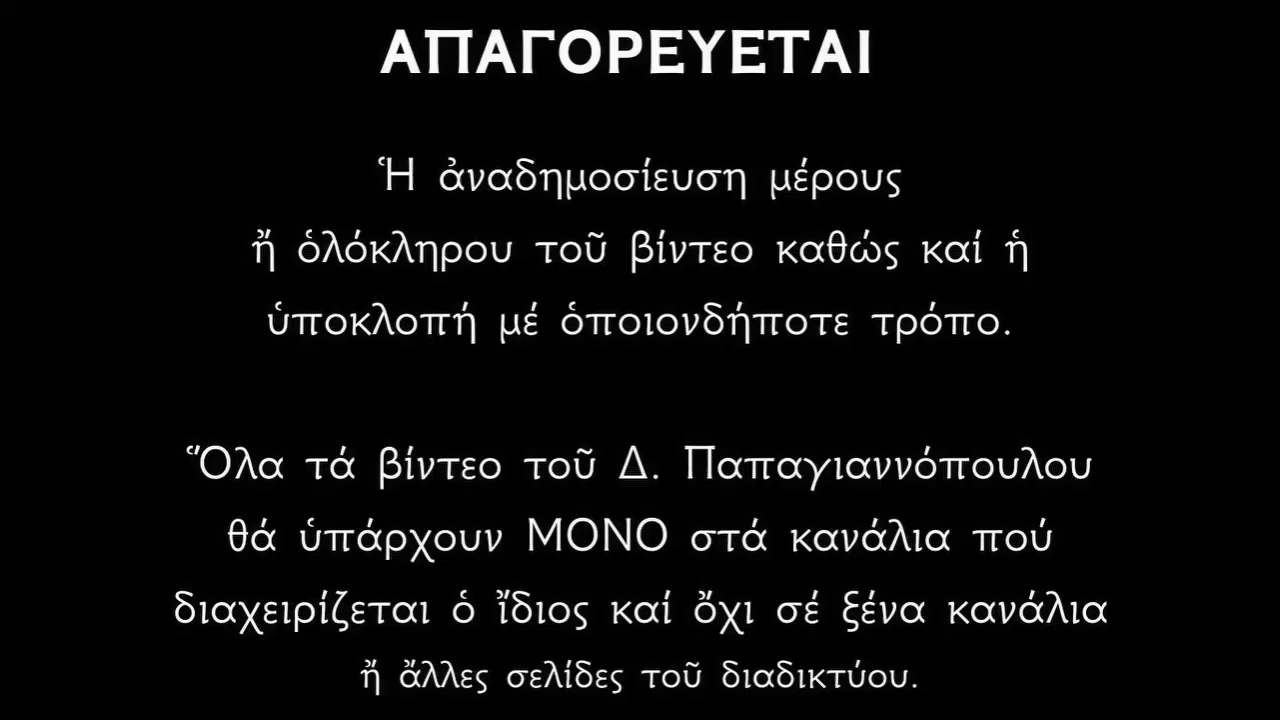 ΑΠΑΓΟΡΕΥΕΤΑΙ
Ἡ ἀναδημοσίευση μέρους
ἤ ὁλόκληρου τοῦ βίντεο καθώς καί ἡ
ὑποκλοπή μέ ὁποιονδήποτε τρόπο.
Ὅλα τά βίντεο τοῦ Δ. Παπαγιαννόπουλου
θά ὑπάρχουν ΜΟΝΟ στά κανάλια πού
διαχειρίζεται ὁ ἴδιος καί ὄχι σέ ξένα κανάλια
ἤ ἄλλες σελίδες τοῦ διαδικτύου.